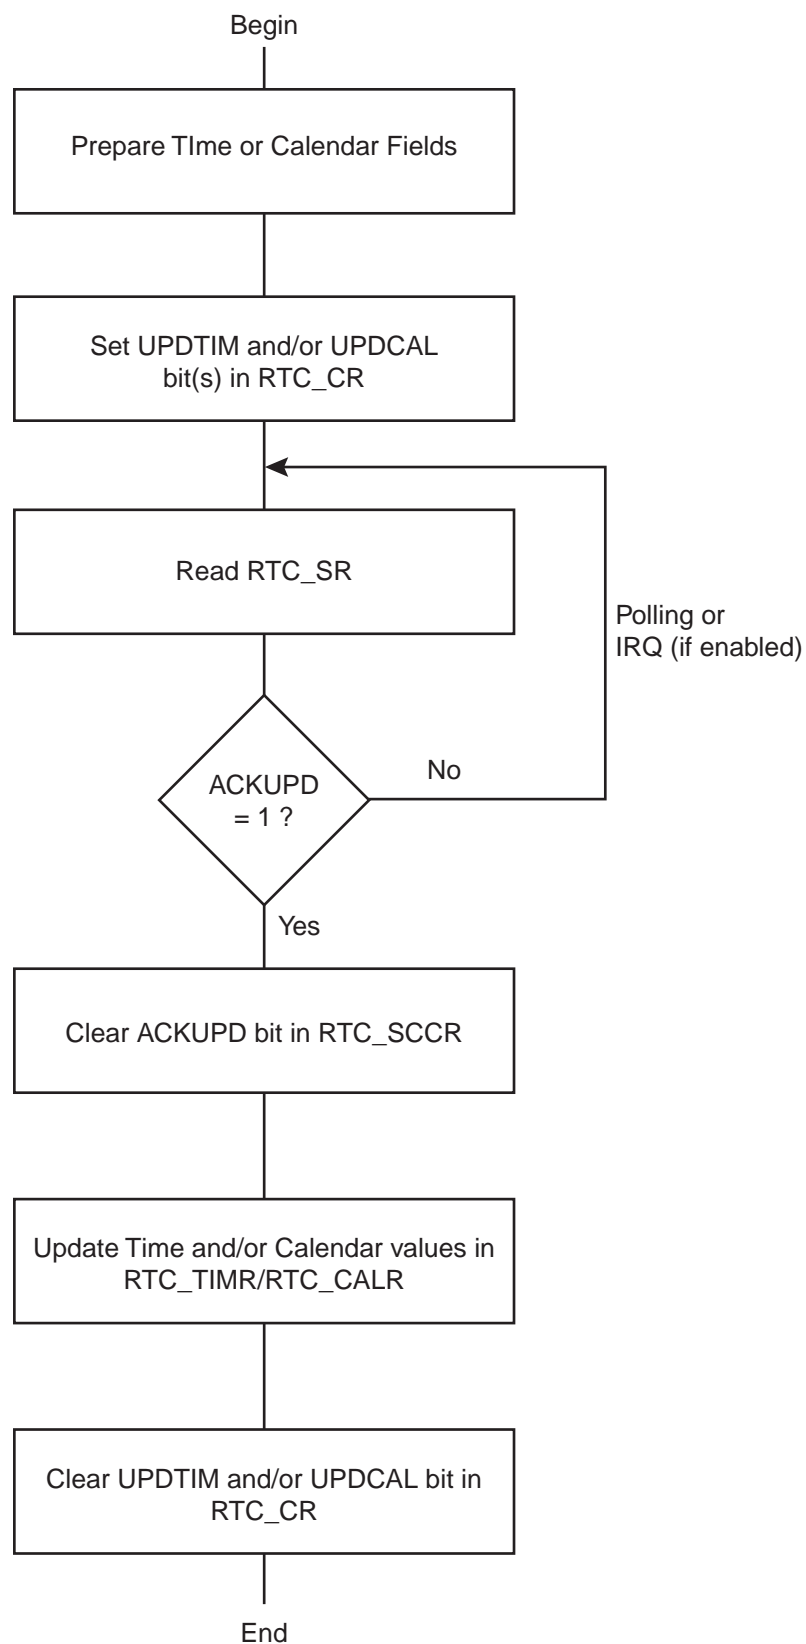 Begin
Prepare TIme or Calendar Fields
Set UPDTIM and/or UPDCAL
bit(s) in RTC_CR
Read RTC_SR
Polling or
IRQ (if enabled)
ACKUPD
= 1 ?
No
Yes
Clear ACKUPD bit in RTC_SCCR
Update Time and/or Calendar values in
RTC_TIMR/RTC_CALR
Clear UPDTIM and/or UPDCAL bit in
RTC_CR
End